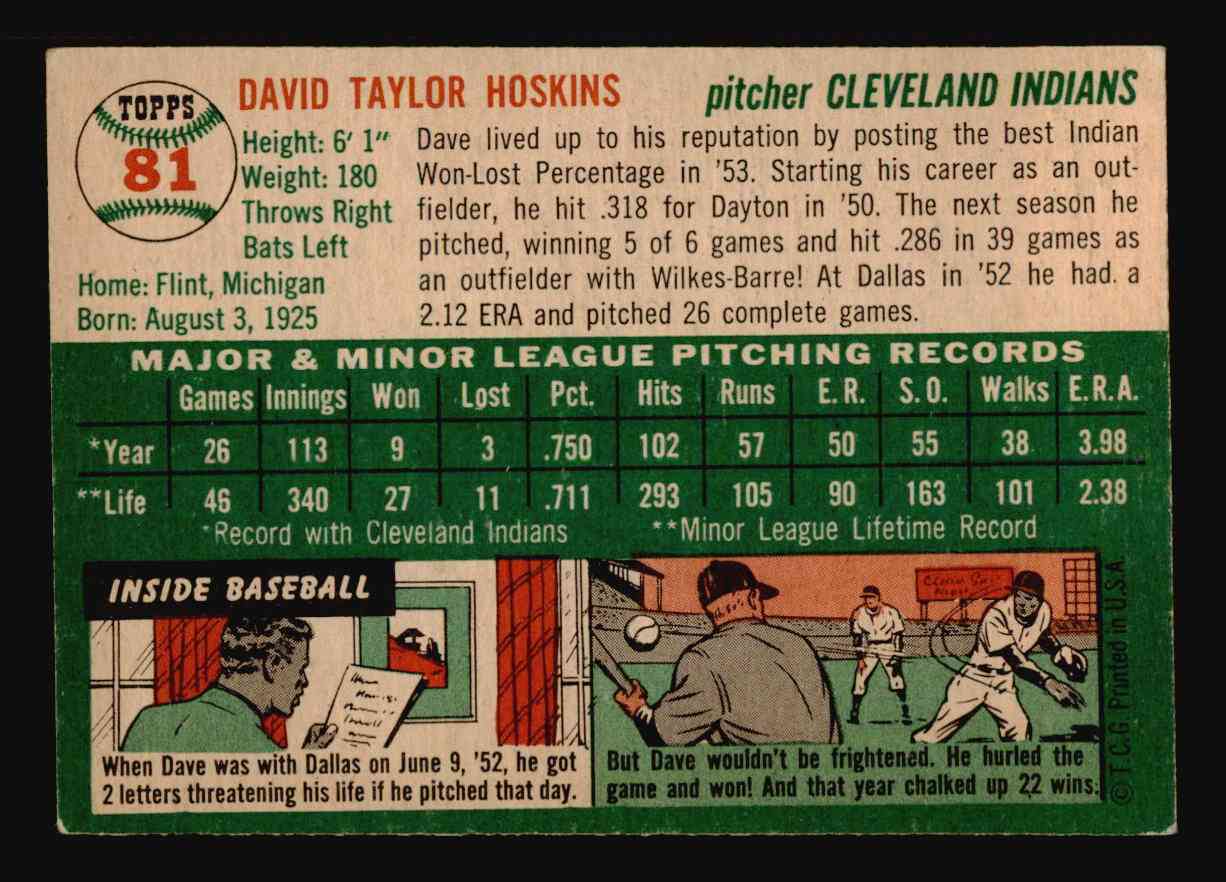 TOPPS
81
DAVID TAYLOR HOSKINS
pitcher CLEVELAND INDIANS
Height: 6' 1"
Weight: 180
Throws Right
Bats Left
Home: Flint, Michigan
Born: August 3, 1925
Dave lived up to his reputation by posting the best Indian
Won-Lost Percentage in '53. Starting his career as an out-
fielder, he hit .318 for Dayton in '50. The next season he
pitched, winning 5 of 6 games and hit .286 in 39 games as
an outfielder with Wilkes-Barre! At Dallas in '52 he had a
2.12 ERA and pitched 26 complete games.
MAJOR & MINOR LEAGUE PITCHING RECORDS
Games Innings Won Lost Pct. Hits Runs E.R. S.O. Walks E.R.A.
*Year 26 113 9 3 .750 102 57 50 55 38 3.98
**Life 46 340 27 11 .711 293 105 90 163 101 2.38
*Record with Cleveland Indians **Minor League Lifetime Record
INSIDE BASEBALL
When Dave was with Dallas on June 9, '52, he got
2 letters threatening his life if he pitched that day.
But Dave wouldn't be frightened. He hurled the
game and won! And that year chalked up 22 wins.
© T.C.G. Printed in U.S.A.